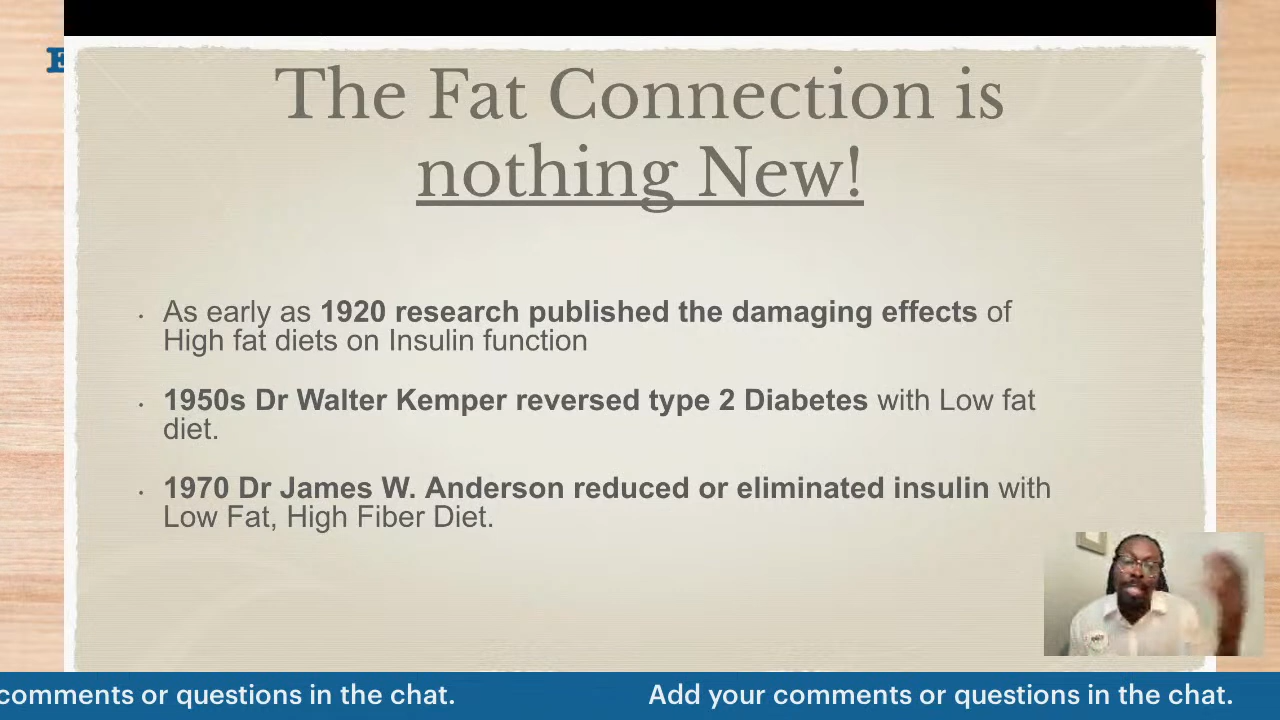 The Fat Connection is
nothing New!
• As early as 1920 research published the damaging effects of
High fat diets on Insulin function
• 1950s Dr Walter Kemper reversed type 2 Diabetes with Low fat
diet.
• 1970 Dr James W. Anderson reduced or eliminated insulin with
Low Fat, High Fiber Diet.
comments or questions in the chat. Add your comments or questions in the chat.